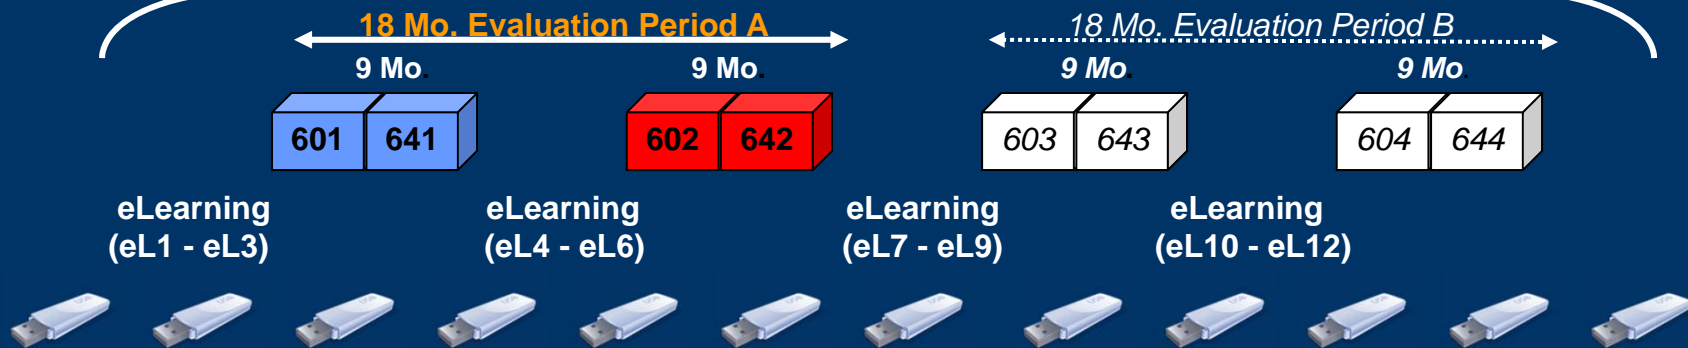 18 Mo. Evaluation Period A 18 Mo. Evaluation Period B
9 Mo. 9 Mo. 9 Mo. 9 Mo.
601 641 602 642 603 643 604 644
eLearning eLearning eLearning eLearning
(eL1 - eL3) (eL4 - eL6) (eL7 - eL9) (eL10 - eL12)